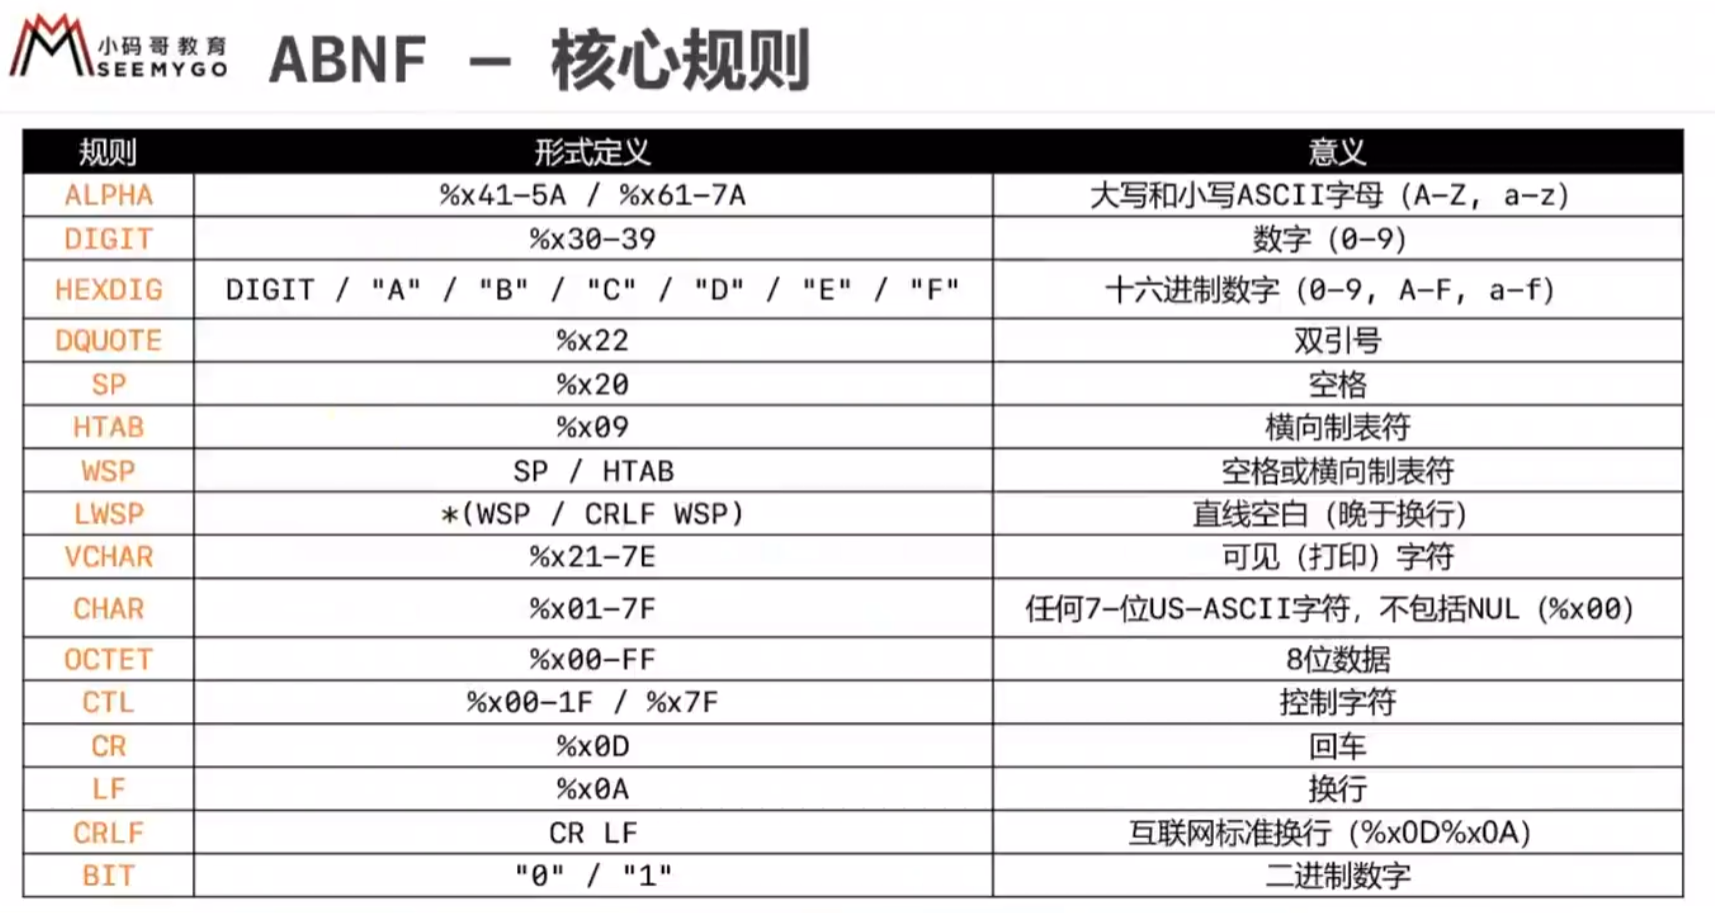 小码哥教育
SEEMYGO
ABNF - 核心规则
规则 形式定义 意义
ALPHA %x41-5A / %x61-7A 大写和小写ASCII字母（A-Z, a-z）
DIGIT %x30-39 数字（0-9）
HEXDIG DIGIT / "A" / "B" / "C" / "D" / "E" / "F" 十六进制数字（0-9, A-F, a-f）
DQUOTE %x22 双引号
SP %x20 空格
HTAB %x09 横向制表符
WSP SP / HTAB 空格或横向制表符
LWSP *(WSP / CRLF WSP) 直线空白（晚于换行）
VCHAR %x21-7E 可见（打印）字符
CHAR %x01-7F 任何7-位US-ASCII字符，不包括NUL（%x00）
OCTET %x00-FF 8位数据
CTL %x00-1F / %x7F 控制字符
CR %x0D 回车
LF %x0A 换行
CRLF CR LF 互联网标准换行（%x0D%x0A）
BIT "0" / "1" 二进制数字